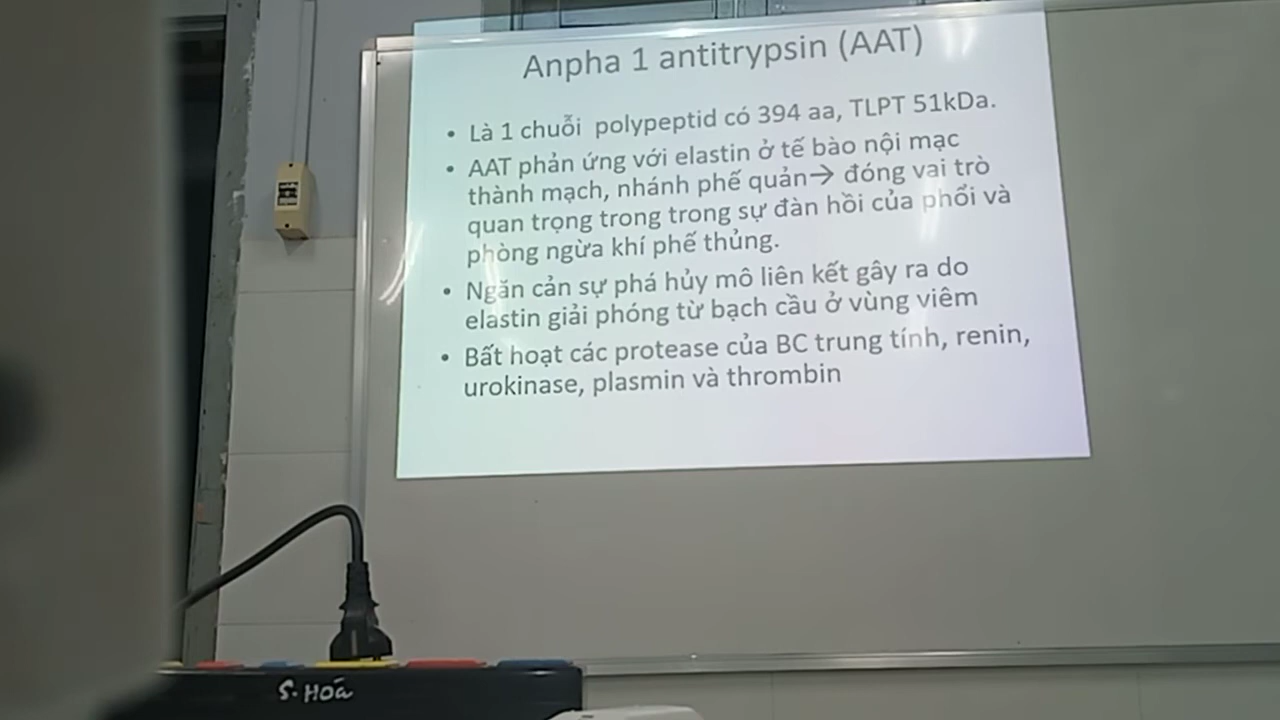 Anpha 1 antitrypsin (AAT)
• Là 1 chuỗi polypeptid có 394 aa, TLPT 51kDa.
• AAT phản ứng với elastin ở tế bào nội mạc
thành mạch, nhánh phế quản→ đóng vai trò
quan trọng trong trong sự đàn hồi của phổi và
phòng ngừa khí phế thủng.
• Ngăn cản sự phá hủy mô liên kết gây ra do
elastin giải phóng từ bạch cầu ở vùng viêm
• Bất hoạt các protease của BC trung tính, renin,
urokinase, plasmin và thrombin
S. HOÁ